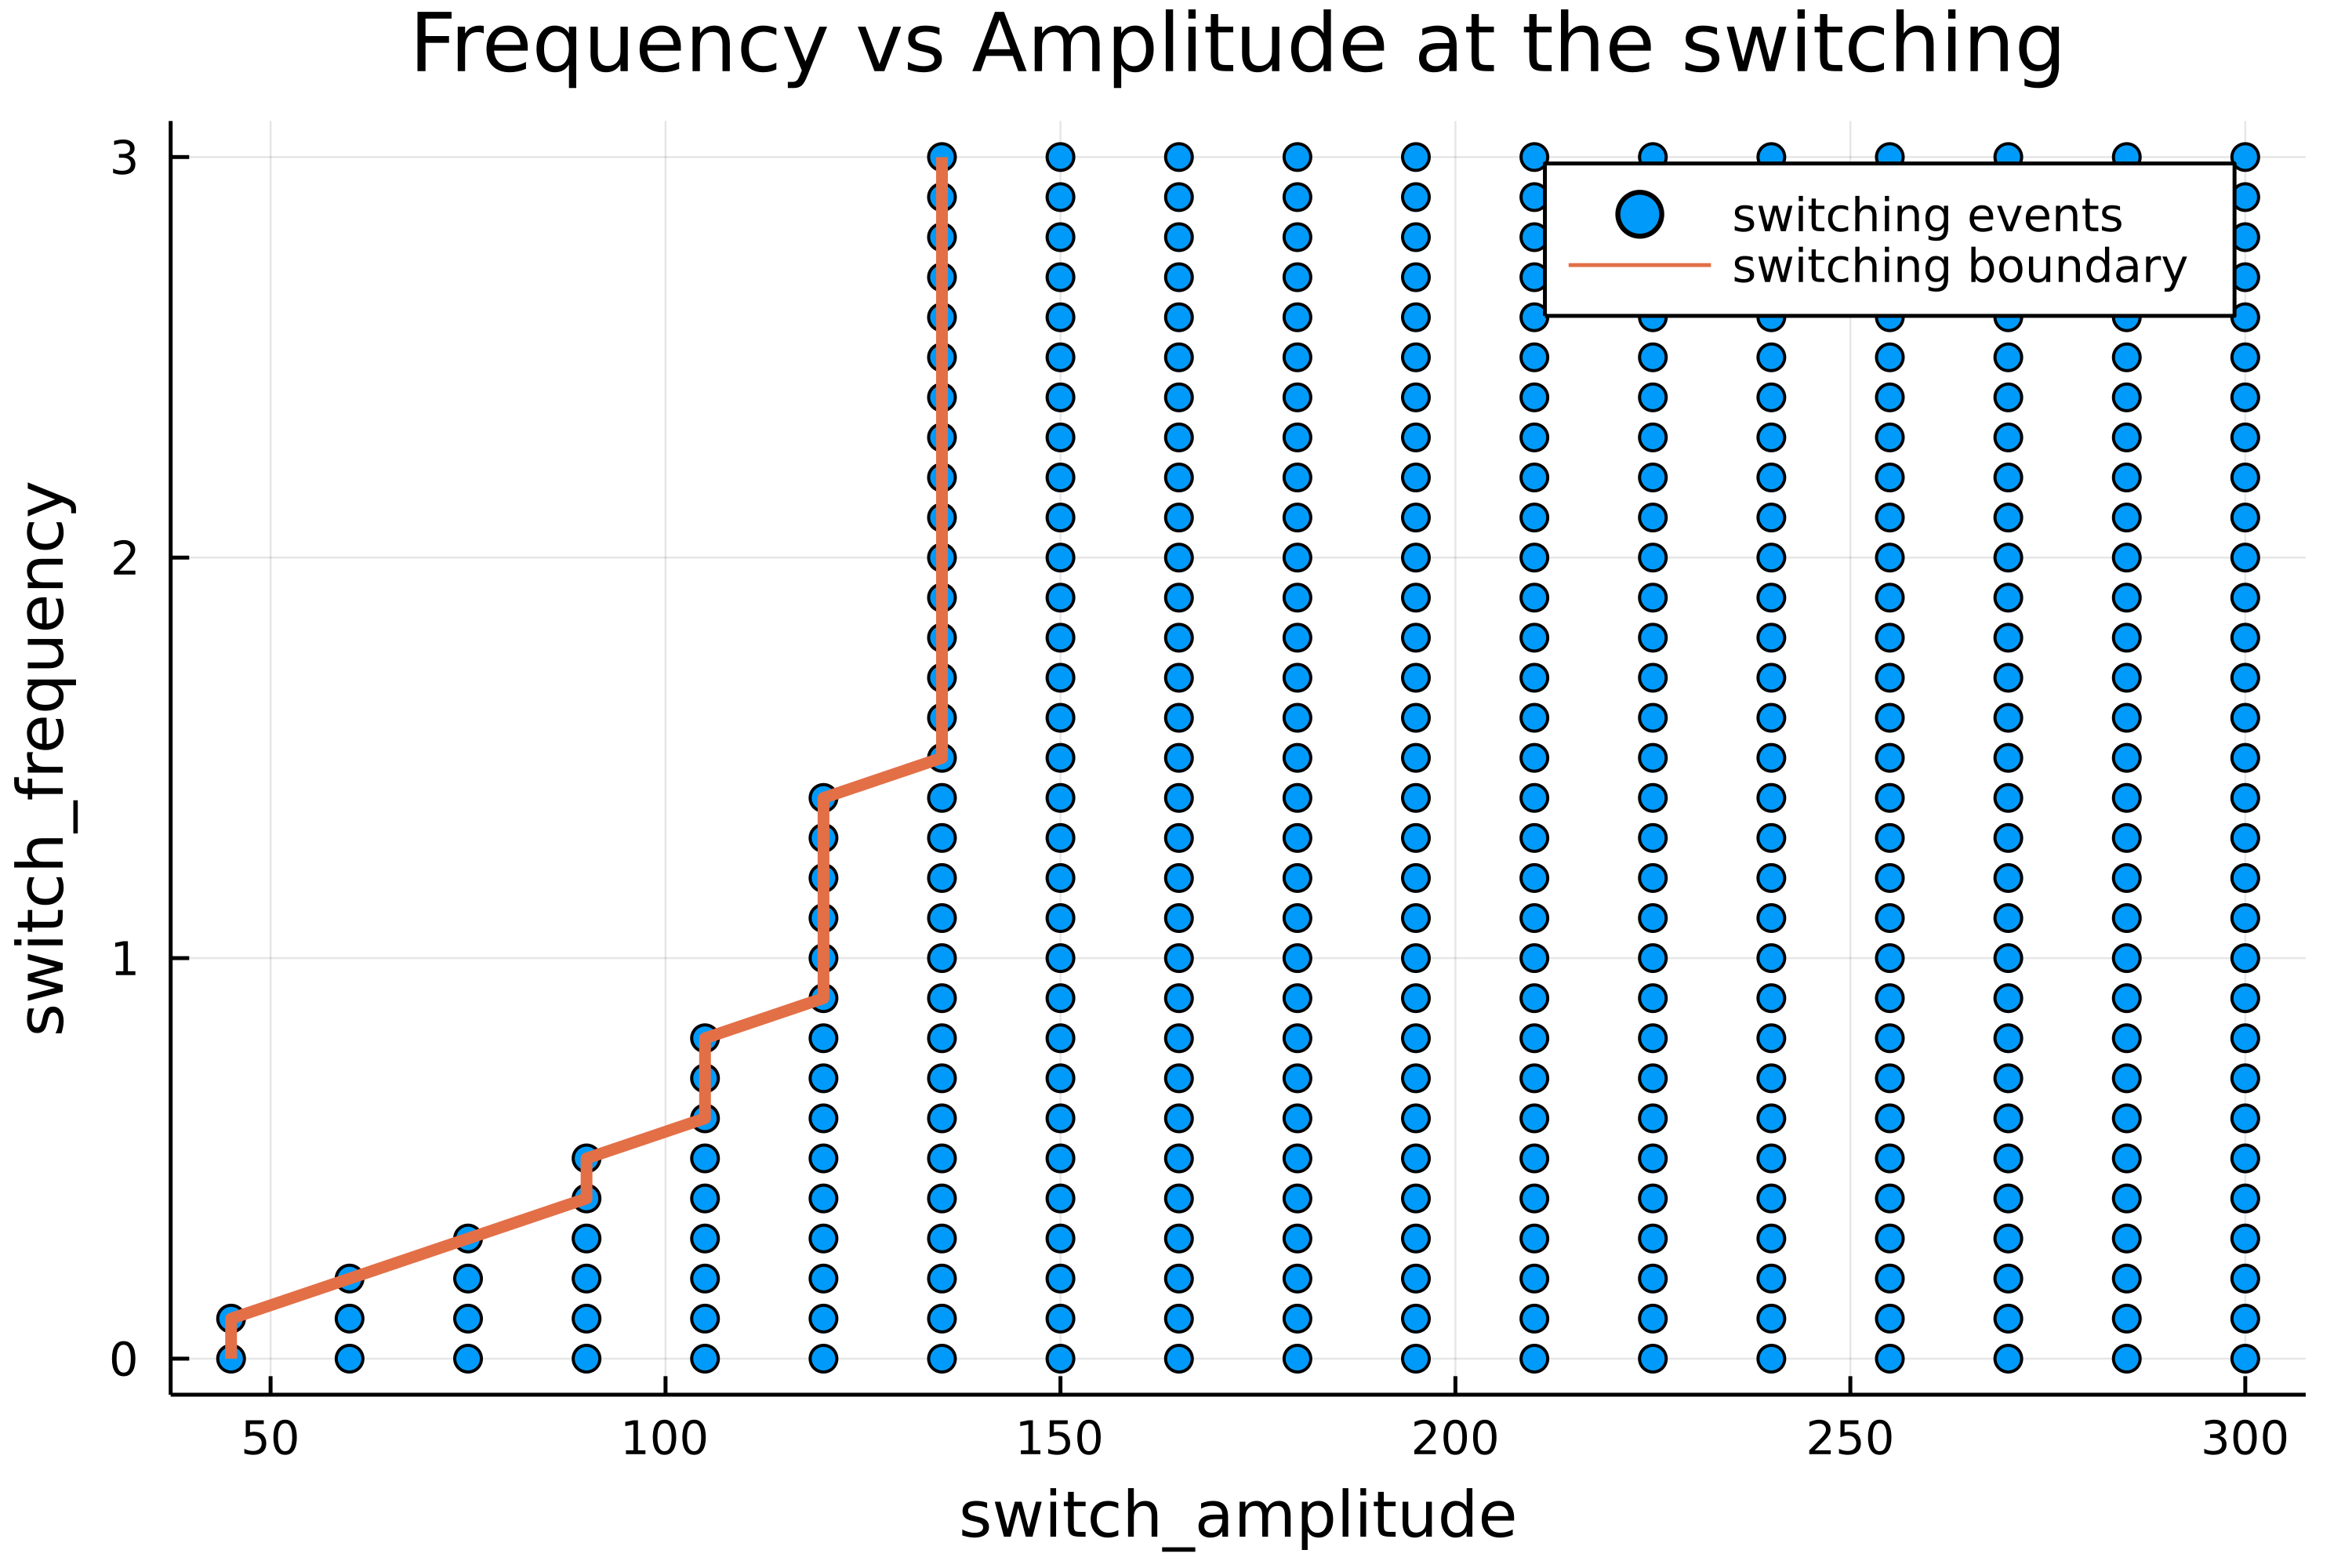 Frequency vs Amplitude at the switching
switching events
switching boundary
switch_frequency
3
2
1
0
50 100 150 200 250 300
switch_amplitude